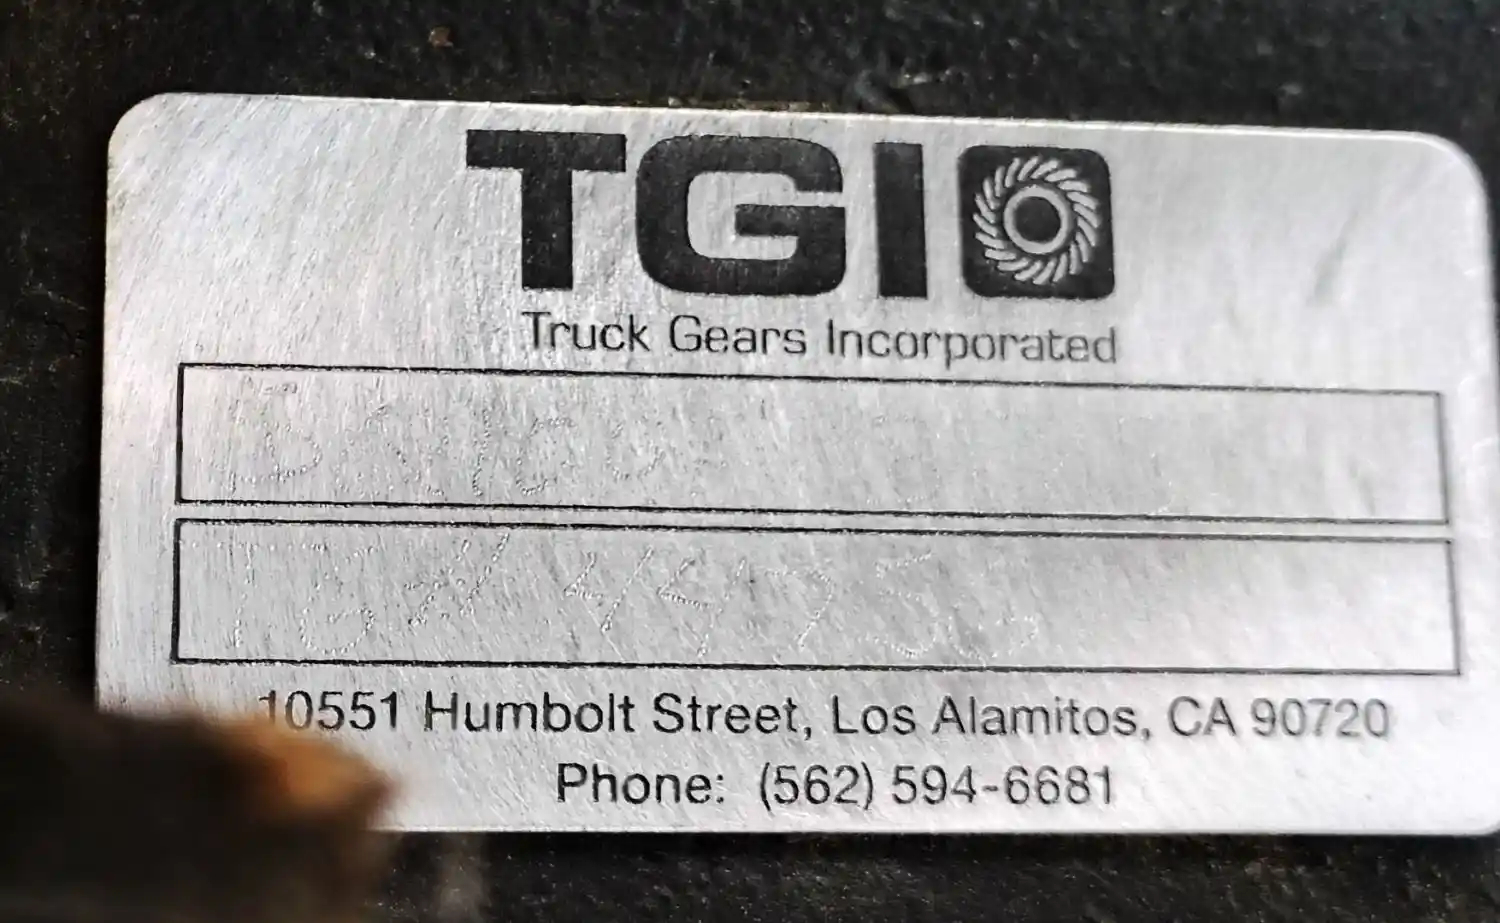 TGI
Truck Gears Incorporated
10551 Humbolt Street, Los Alamitos, CA 90720
Phone: (562) 594-6681